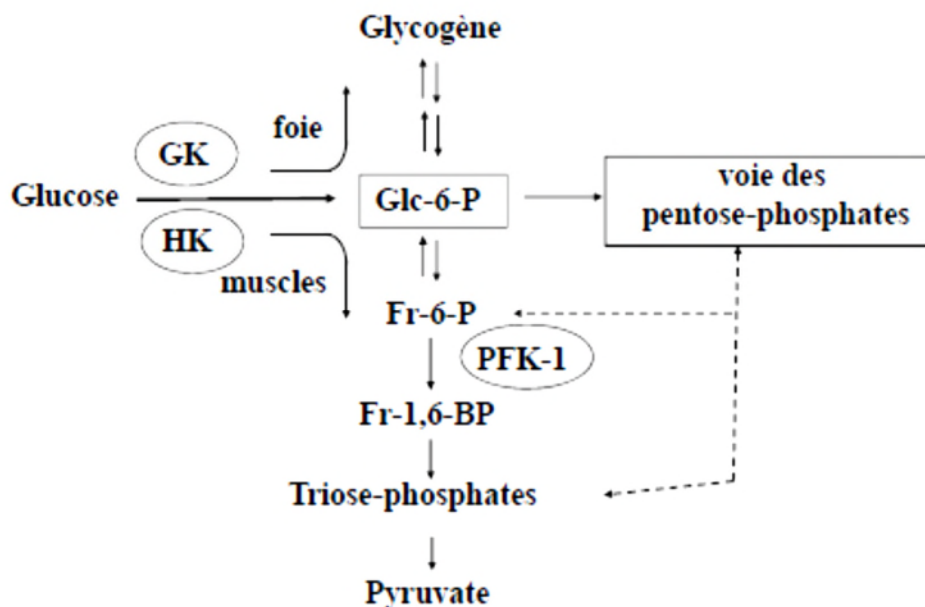 Glycogène
foie
GK
Glucose
HK
muscles
Glc-6-P
voie des
pentose-phosphates
Fr-6-P
PFK-1
Fr-1,6-BP
Triose-phosphates
Pyruvate